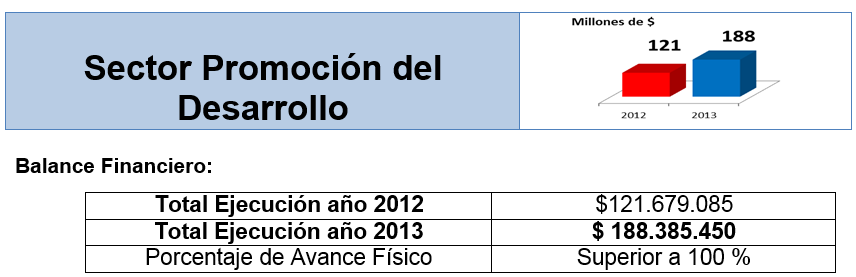 Sector Promoción del
Desarrollo
Millones de $
121
188
2012
2013
Balance Financiero:
Total Ejecución año 2012 $121.679.085
Total Ejecución año 2013 $ 188.385.450
Porcentaje de Avance Físico Superior a 100 %